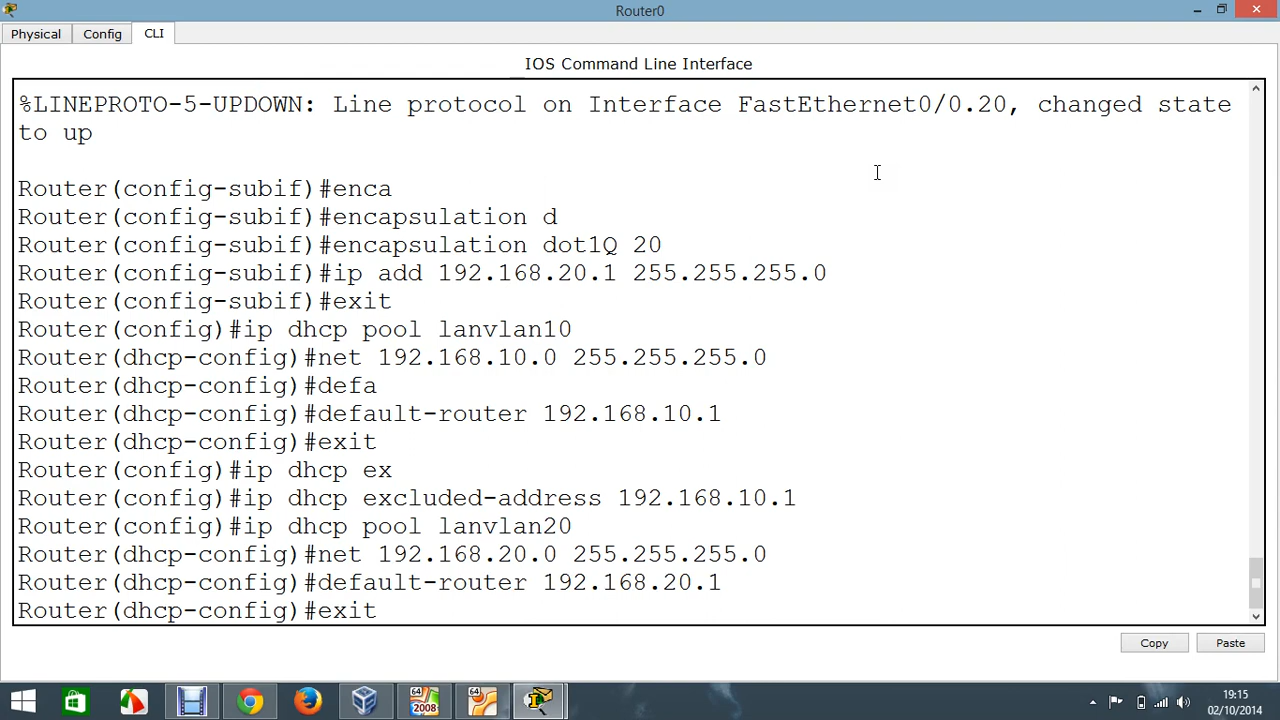 Router0
Physical Config CLI
IOS Command Line Interface
%LINEPROTO-5-UPDOWN: Line protocol on Interface FastEthernet0/0.20, changed state
to up
Router(config-subif)#enca
Router(config-subif)#encapsulation d
Router(config-subif)#encapsulation dot1Q 20
Router(config-subif)#ip add 192.168.20.1 255.255.255.0
Router(config-subif)#exit
Router(config)#ip dhcp pool lanvlan10
Router(dhcp-config)#net 192.168.10.0 255.255.255.0
Router(dhcp-config)#defa
Router(dhcp-config)#default-router 192.168.10.1
Router(dhcp-config)#exit
Router(config)#ip dhcp ex
Router(config)#ip dhcp excluded-address 192.168.10.1
Router(config)#ip dhcp pool lanvlan20
Router(dhcp-config)#net 192.168.20.0 255.255.255.0
Router(dhcp-config)#default-router 192.168.20.1
Router(dhcp-config)#exit
Copy Paste
64 2008 64
19:15
02/10/2014